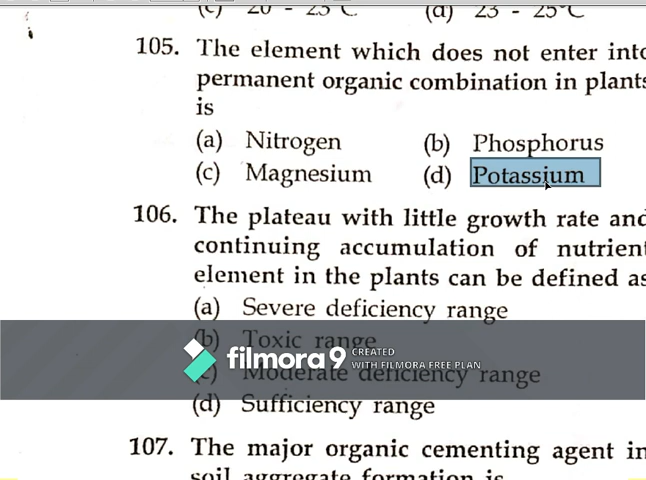 (c) 20 - 23°C (d) 23 - 25°C
105. The element which does not enter into
permanent organic combination in plants
is
(a) Nitrogen (b) Phosphorus
(c) Magnesium (d) Potassium
106. The plateau with little growth rate and
continuing accumulation of nutrient
element in the plants can be defined as
(a) Severe deficiency range
(b) Toxic range
filmora9 CREATED
WITH FILMORA FREE PLAN
(c) Moderate deficiency range
(d) Sufficiency range
107. The major organic cementing agent in
soil aggregate formation is